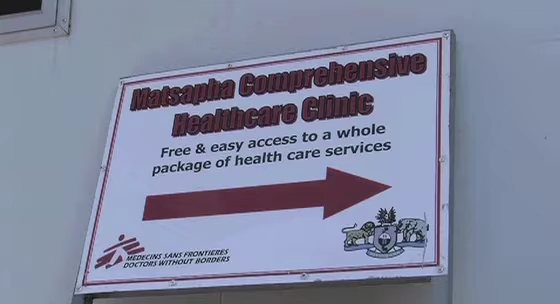 Matsapha Comprehensive
Healthcare Clinic
Free & easy access to a whole
package of health care services
MEDECINS SANS FRONTIERES
DOCTORS WITHOUT BORDERS